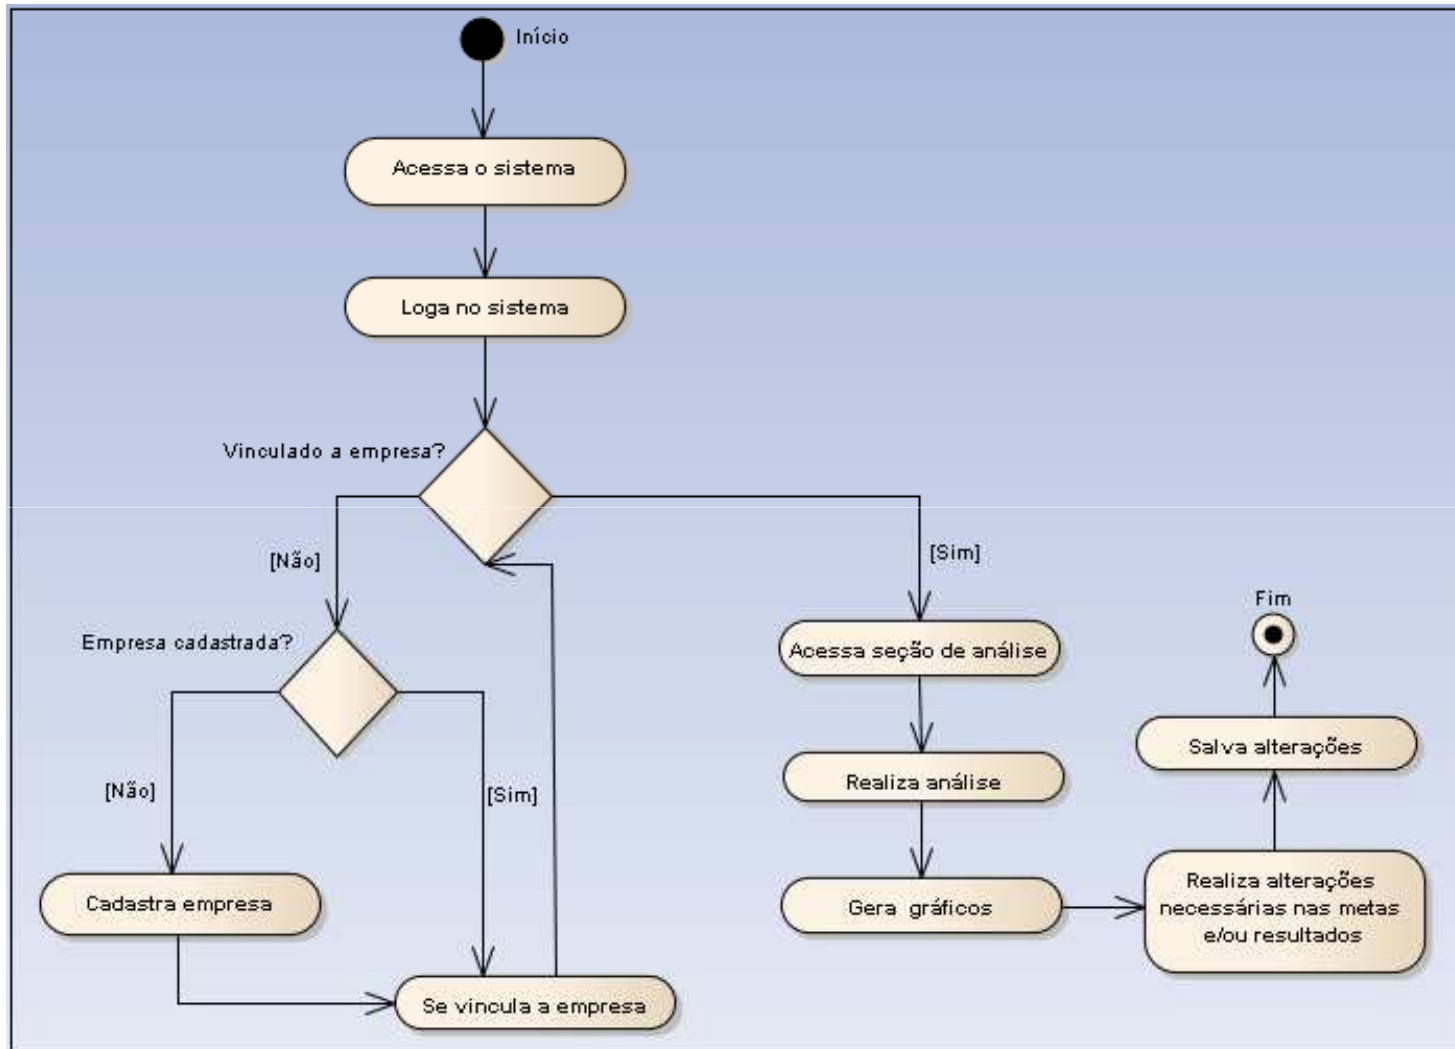 Início
Acessa o sistema
Loga no sistema
Vinculado a empresa?
[Não]
[Sim]
Empresa cadastrada?
[Não]
[Sim]
Cadastra empresa
Se vincula a empresa
Acessa seção de análise
Realiza análise
Gera gráficos
Realiza alterações
necessárias nas metas
e/ou resultados
Salva alterações
Fim